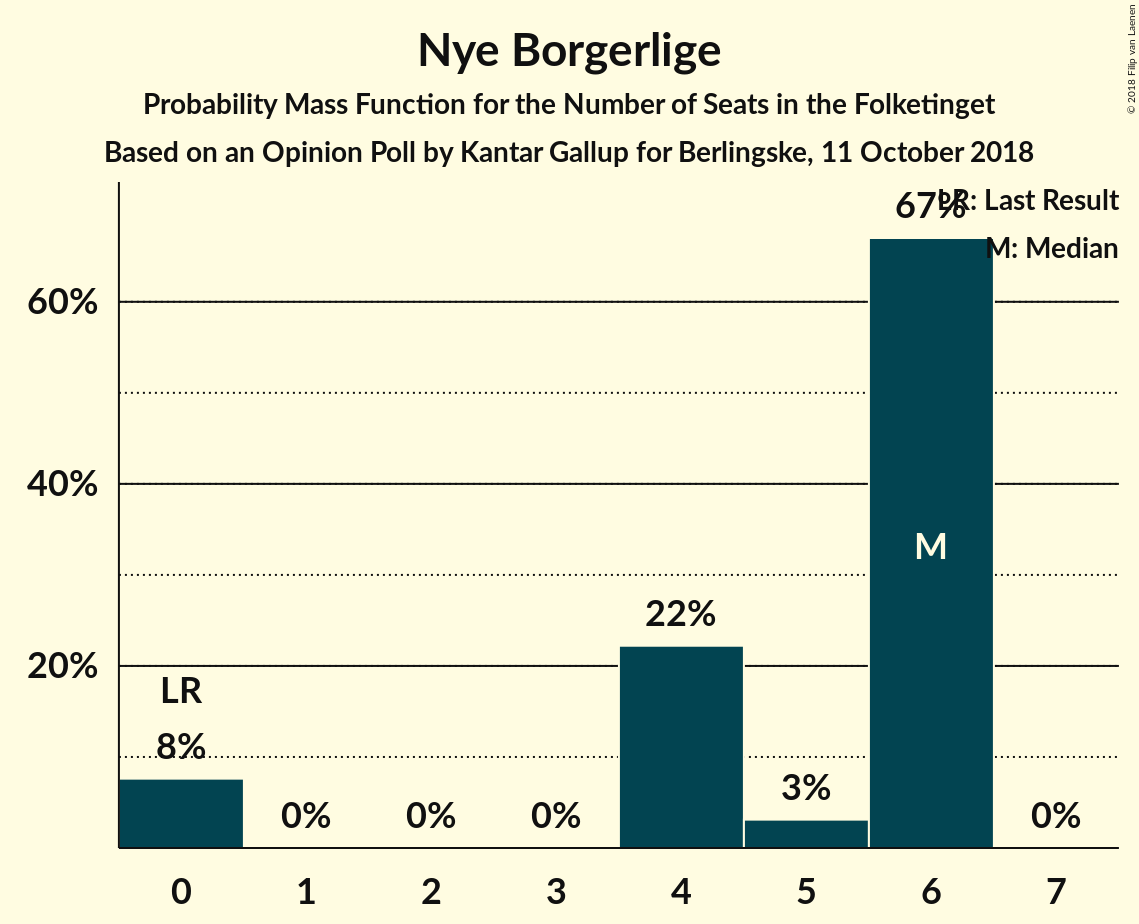 Nye Borgerlige
Probability Mass Function for the Number of Seats in the Folketinget
Based on an Opinion Poll by Kantar Gallup for Berlingske, 11 October 2018
© 2018 Filip van Laenen
LR: Last Result
M: Median
67%
60%
40%
20%
M
22%
LR
8%
3%
0%
0%
0%
0%
0 1 2 3 4 5 6 7